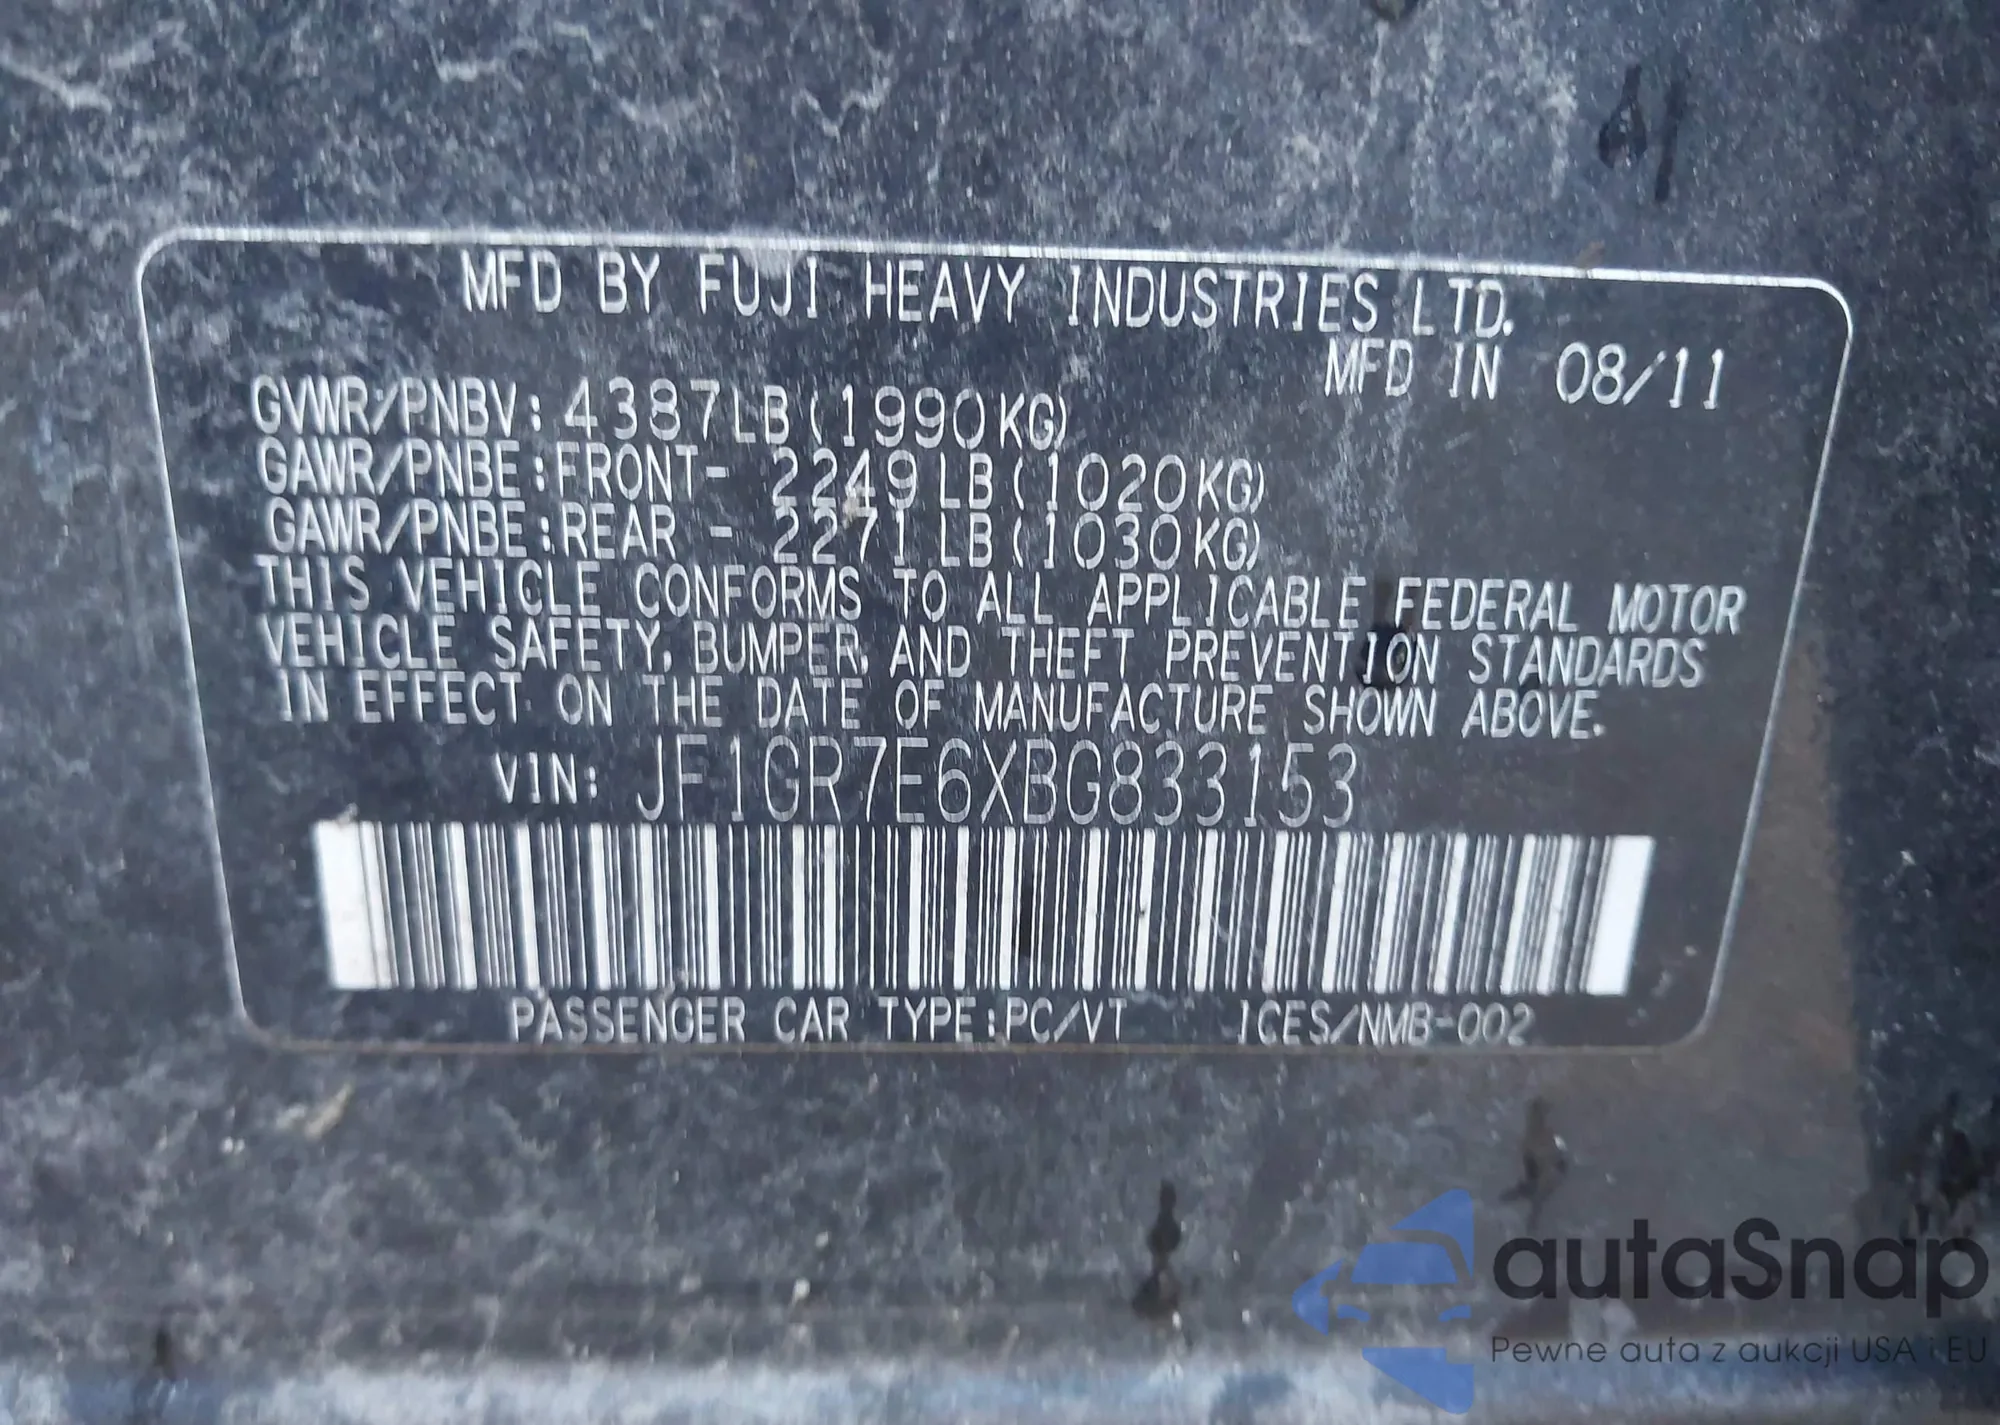 MFD BY FUJI HEAVY INDUSTRIES LTD.
MFD IN 08/11
GVWR/PNBV: 4387LB(1990KG)
GAWR/PNBE:FRONT- 2249LB(1020KG)
GAWR/PNBE:REAR - 2271LB(1030KG)
THIS VEHICLE CONFORMS TO ALL APPLICABLE FEDERAL MOTOR
VEHICLE SAFETY, BUMPER, AND THEFT PREVENTION STANDARDS
IN EFFECT ON THE DATE OF MANUFACTURE SHOWN ABOVE.
VIN: JF1GR7E6XBG833153
PASSENGER CAR TYPE:PC/VT ICES/NMB-002
autaSnap
Pewne auta z aukcji USA i EU